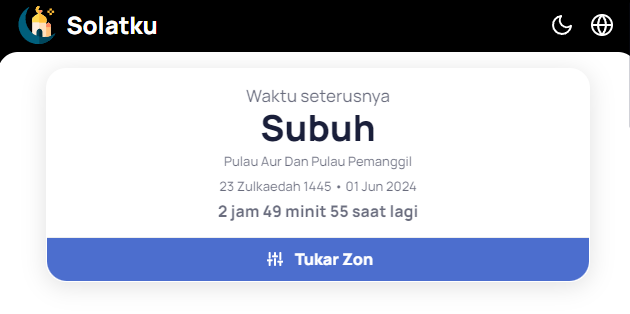 Solatku
Waktu seterusnya
Subuh
Pulau Aur Dan Pulau Pemanggil
23 Zulkaedah 1445 • 01 Jun 2024
2 jam 49 minit 55 saat lagi
Tukar Zon